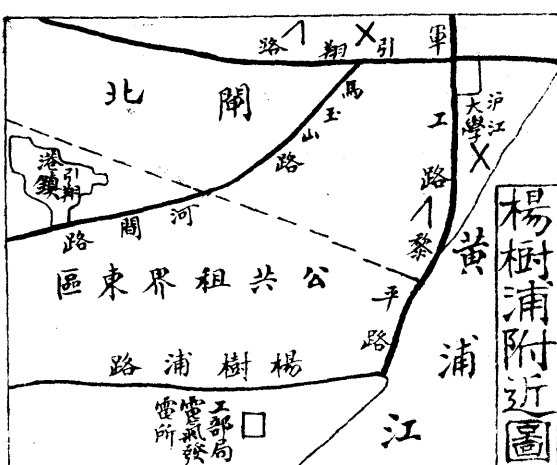 楊樹浦附近圖
軍工路
引翔路
滬江
大學
馬玉山路
閘北
引翔
港鎮
河間路
公共租界東區
黎平路
黃浦江
楊樹浦路
工部局
電氣發
電所